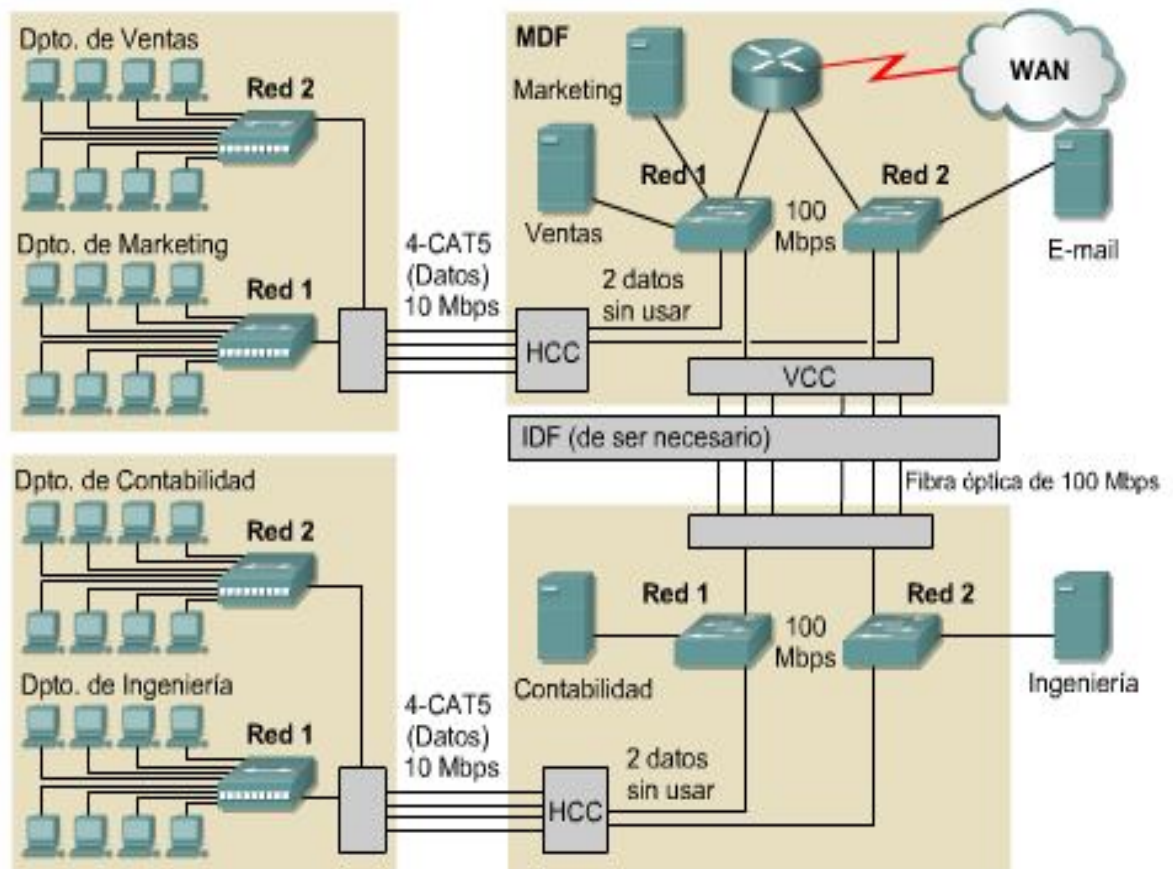 Dpto. de Ventas
Red 2
Dpto. de Marketing
Red 1
4-CAT5
(Datos)
10 Mbps
MDF
Marketing
Ventas
Red 1
100
Mbps
Red 2
WAN
E-mail
2 datos
sin usar
HCC
VCC
IDF (de ser necesario)
Fibra óptica de 100 Mbps
Dpto. de Contabilidad
Red 2
Dpto. de Ingeniería
Red 1
4-CAT5
(Datos)
10 Mbps
Red 1
100
Mbps
Red 2
Contabilidad
Ingeniería
2 datos
sin usar
HCC